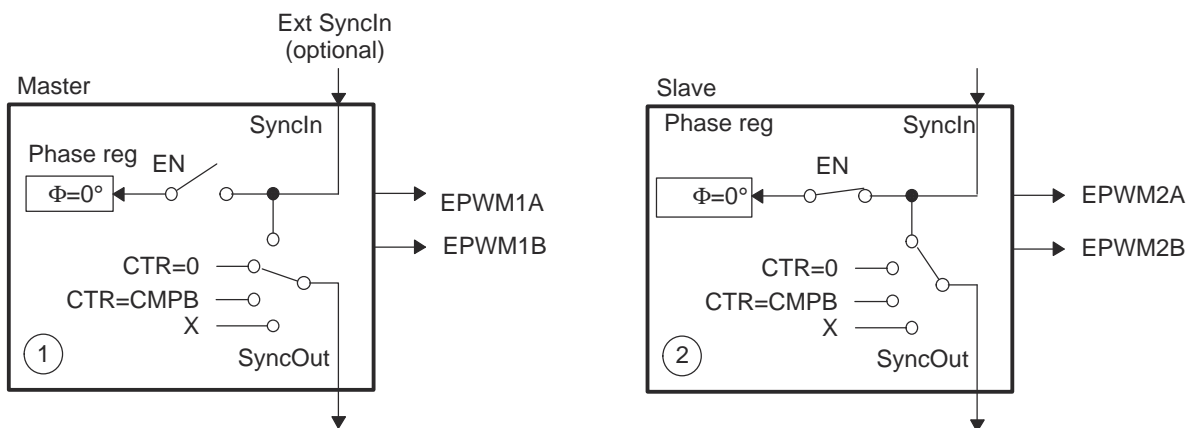 Ext SyncIn
(optional)
Master
SyncIn
Phase reg
EN
Φ=0°
EPWM1A
EPWM1B
CTR=0
CTR=CMPB
X
1
SyncOut
Slave
Phase reg
SyncIn
EN
Φ=0°
EPWM2A
EPWM2B
CTR=0
CTR=CMPB
X
2
SyncOut